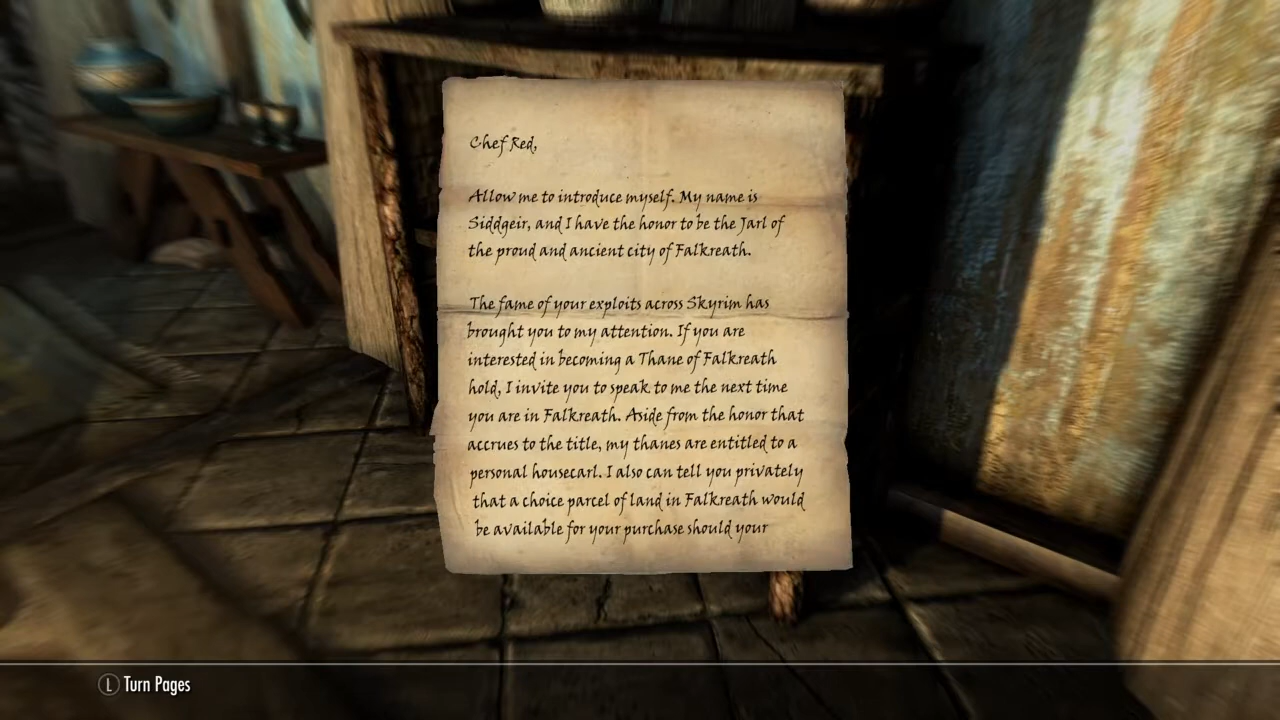 Chef Red,
Allow me to introduce myself. My name is
Siddgeir, and I have the honor to be the Jarl of
the proud and ancient city of Falkreath.
The fame of your exploits across Skyrim has
brought you to my attention. If you are
interested in becoming a Thane of Falkreath
hold, I invite you to speak to me the next time
you are in Falkreath. Aside from the honor that
accrues to the title, my thanes are entitled to a
personal housecarl. I also can tell you privately
that a choice parcel of land in Falkreath would
be available for your purchase should your
L Turn Pages